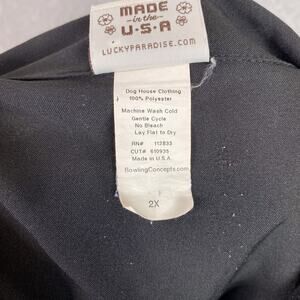 MADE
in the
U·S·A
LUCKYPARADISE.COM
Dog House Clothing
100% Polyester
Machine Wash Cold
Gentle Cycle
No Bleach
Lay Flat to Dry
RN# 112833
CUT# 610935
Made in U.S.A
BowlingConcepts.com
2X